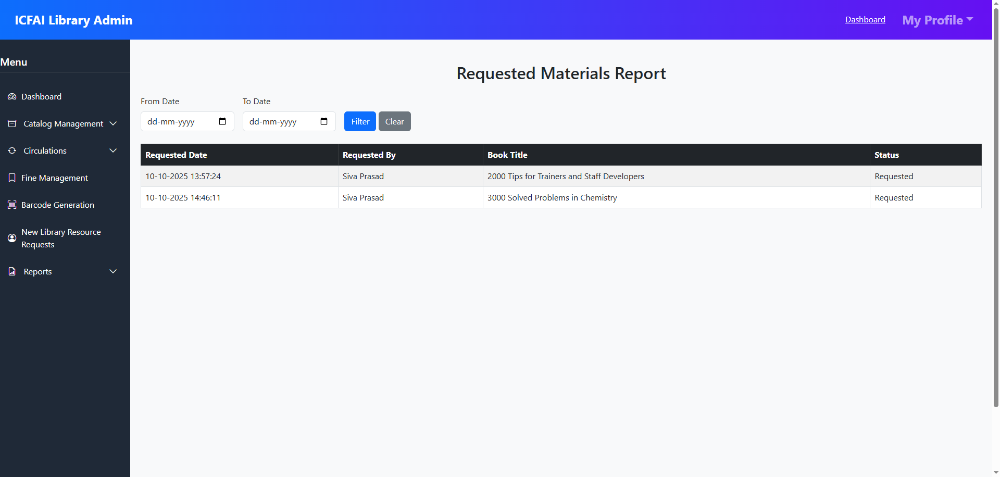 ICFAI Library Admin
Dashboard
My Profile
Menu
Dashboard
Catalog Management
Circulations
Fine Management
Barcode Generation
New Library Resource
Requests
Reports
Requested Materials Report
From Date
To Date
dd-mm-yyyy
dd-mm-yyyy
Filter
Clear
Requested Date Requested By Book Title Status
10-10-2025 13:57:24 Siva Prasad 2000 Tips for Trainers and Staff Developers Requested
10-10-2025 14:46:11 Siva Prasad 3000 Solved Problems in Chemistry Requested